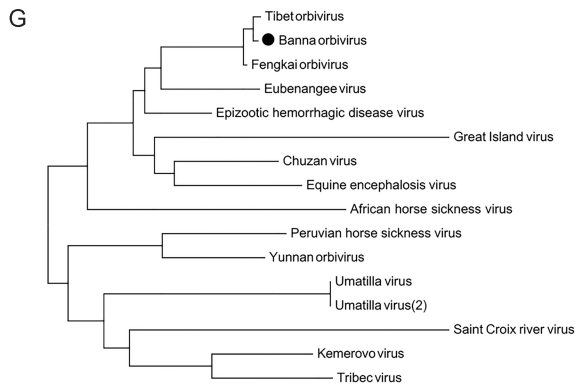 G
Tibet orbivirus
Banna orbivirus
Fengkai orbivirus
Eubenangee virus
Epizootic hemorrhagic disease virus
Great Island virus
Chuzan virus
Equine encephalosis virus
African horse sickness virus
Peruvian horse sickness virus
Yunnan orbivirus
Umatilla virus
Umatilla virus(2)
Saint Croix river virus
Kemerovo virus
Tribec virus